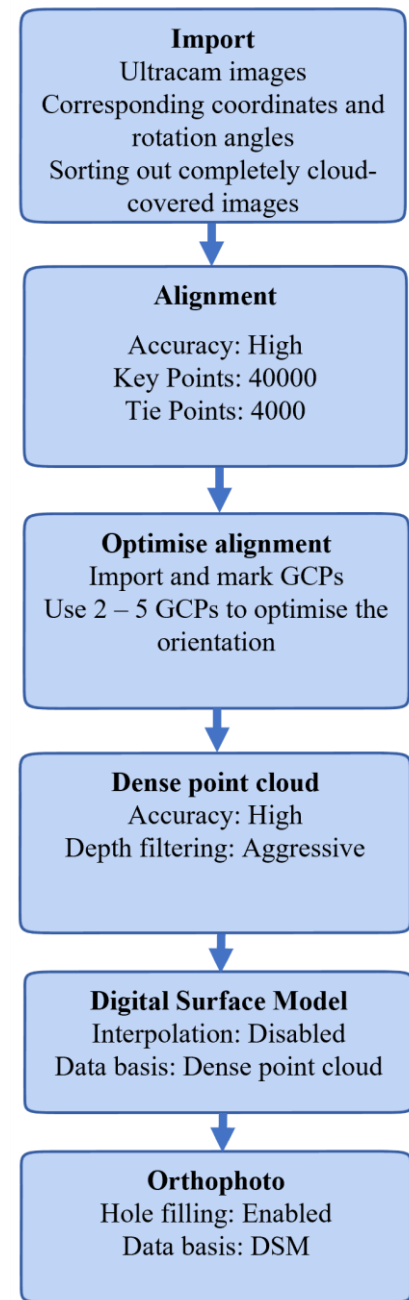 Import
Ultracam images
Corresponding coordinates and
rotation angles
Sorting out completely cloud-
covered images
Alignment
Accuracy: High
Key Points: 40000
Tie Points: 4000
Optimise alignment
Import and mark GCPs
Use 2 – 5 GCPs to optimise the
orientation
Dense point cloud
Accuracy: High
Depth filtering: Aggressive
Digital Surface Model
Interpolation: Disabled
Data basis: Dense point cloud
Orthophoto
Hole filling: Enabled
Data basis: DSM